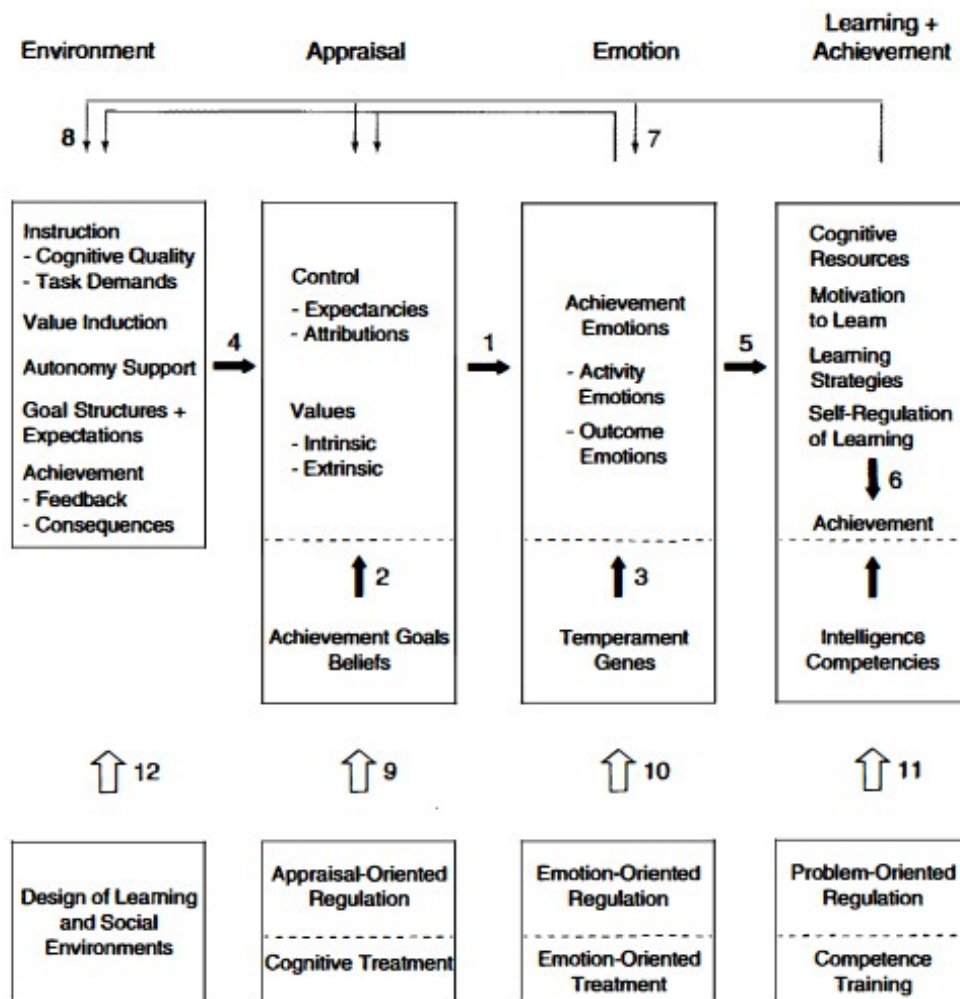 Environment
Appraisal
Emotion
Learning +
Achievement
8
7
Instruction
- Cognitive Quality
- Task Demands
Value Induction
Autonomy Support
Goal Structures +
Expectations
Achievement
- Feedback
- Consequences
4
Control
- Expectancies
- Attributions
Values
- Intrinsic
- Extrinsic
2
Achievement Goals
Beliefs
1
Achievement
Emotions
- Activity
Emotions
- Outcome
Emotions
3
Temperament
Genes
5
Cognitive
Resources
Motivation
to Learn
Learning
Strategies
Self-Regulation
of Learning
6
Achievement
Intelligence
Competencies
12
9
10
11
Design of Learning
and Social
Environments
Appraisal-Oriented
Regulation
Cognitive Treatment
Emotion-Oriented
Regulation
Emotion-Oriented
Treatment
Problem-Oriented
Regulation
Competence
Training